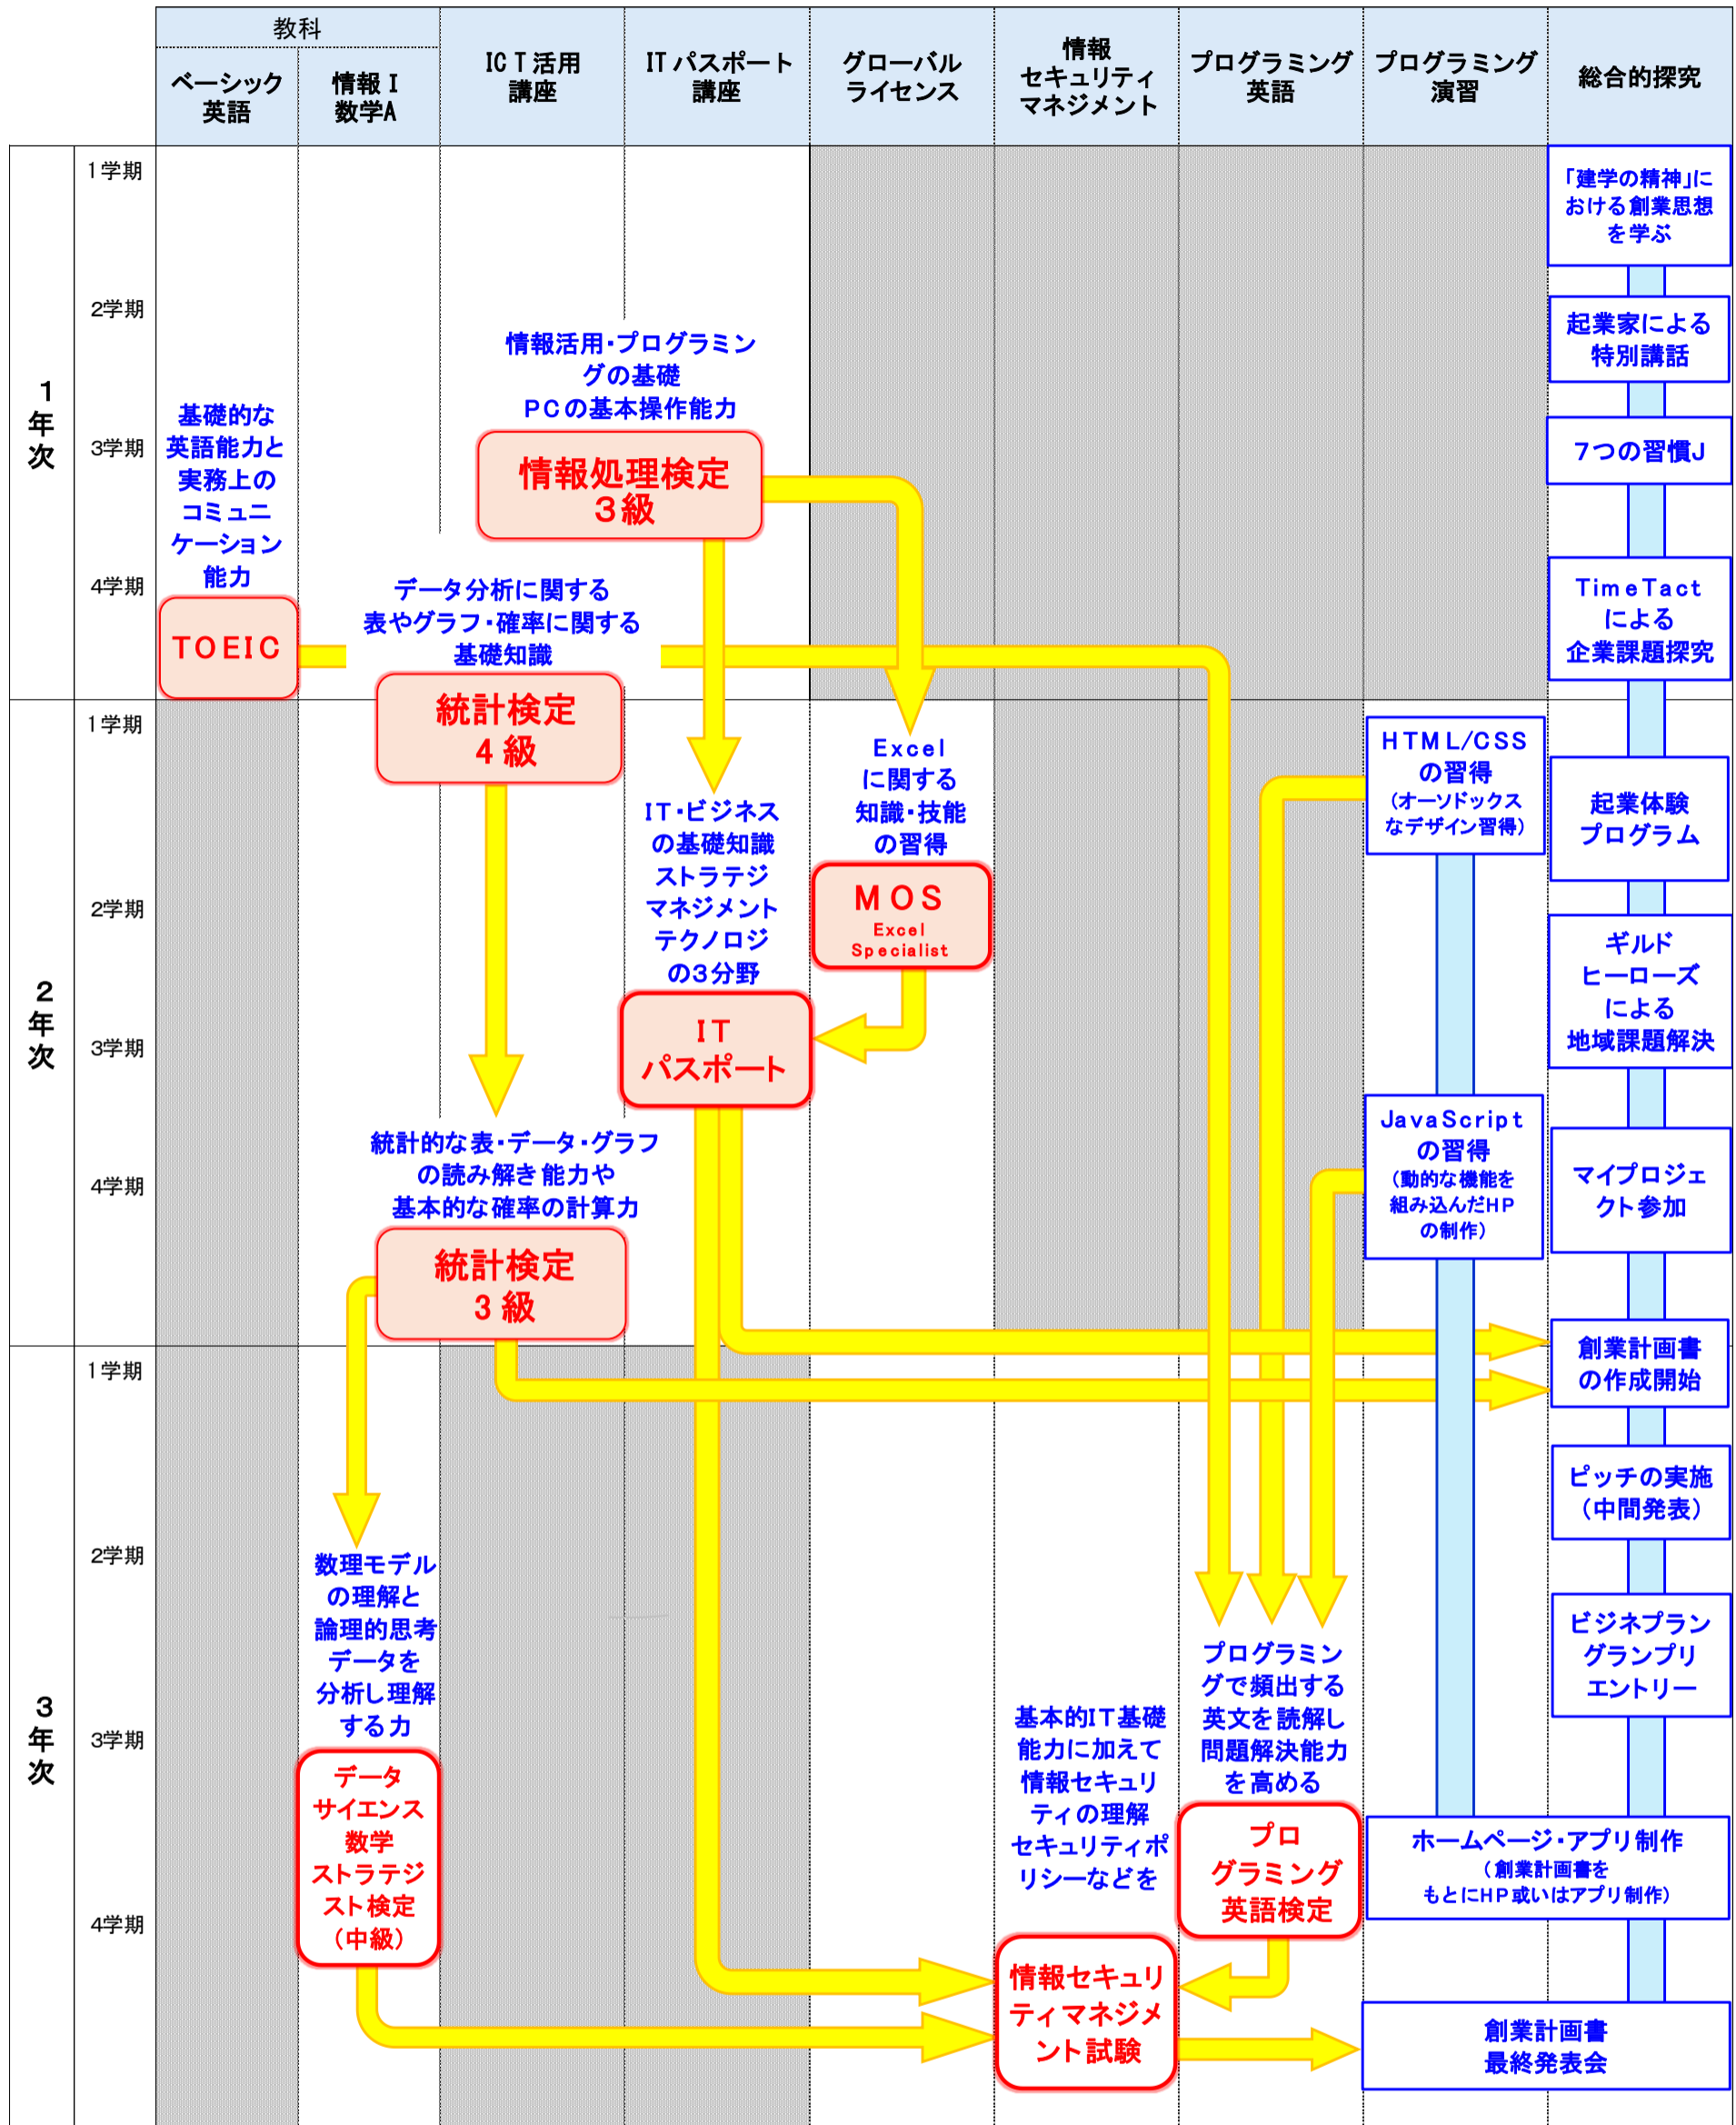 教科
ベーシック
英語
情報Ⅰ
数学A
ICT活用
講座
ITパスポート
講座
グローバル
ライセンス
情報
セキュリティ
マネジメント
プログラミング
英語
プログラミング
演習
総合的探究
1年次
1学期
2学期
3学期
4学期
基礎的な
英語能力と
実務上の
コミュニ
ケーション
能力
TOEIC
情報活用・プログラミン
グの基礎
PCの基本操作能力
情報処理検定
3級
データ分析に関する
表やグラフ・確率に関する
基礎知識
統計検定
4級
「建学の精神」に
おける創業思想
を学ぶ
起業家による
特別講話
7つの習慣J
TimeTact
による
企業課題探究
2年次
1学期
2学期
3学期
4学期
IT・ビジネス
の基礎知識
ストラテジ
マネジメント
テクノロジ
の3分野
IT
パスポート
Excel
に関する
知識・技能
の習得
MOS
Excel
Specialist
HTML/CSS
の習得
(オーソドックス
なデザイン習得)
JavaScript
の習得
(動的な機能を
組み込んだHP
の制作)
起業体験
プログラム
ギルド
ヒーローズ
による
地域課題解決
マイプロジェ
クト参加
統計的な表・データ・グラフ
の読み解き能力や
基本的な確率の計算力
統計検定
3級
創業計画書
の作成開始
3年次
1学期
2学期
3学期
4学期
数理モデル
の理解と
論理的思考
データを
分析し理解
する力
データ
サイエンス
数学
ストラテジ
スト検定
(中級)
基本的IT基礎
能力に加えて
情報セキュリ
ティの理解
セキュリティポ
リシーなどを
情報セキュリ
ティマネジメ
ント試験
プログラミン
グで頻出する
英文を読解し
問題解決能力
を高める
プロ
グラミング
英語検定
ピッチの実施
(中間発表)
ビジネプラン
グランプリ
エントリー
ホームページ・アプリ制作
(創業計画書を
もとにHP或いはアプリ制作)
創業計画書
最終発表会